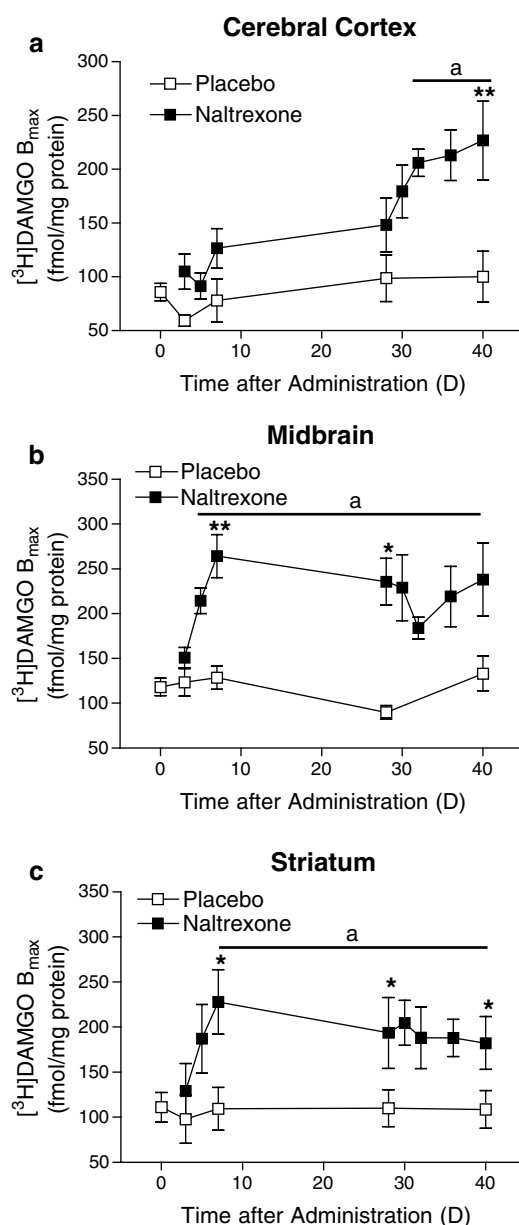 Cerebral Cortex
a
Placebo
Naltrexone
a
**
300
250
200
150
100
50
[³H]DAMGO Bmax
(fmol/mg protein)
0 10 20 30 40
Time after Administration (D)
Midbrain
b
Placebo
Naltrexone
a
**
*
350
300
250
200
150
100
50
[³H]DAMGO Bmax
(fmol/mg protein)
0 10 20 30 40
Time after Administration (D)
Striatum
c
Placebo
Naltrexone
a
*
*
*
350
300
250
200
150
100
50
[³H]DAMGO Bmax
(fmol/mg protein)
0 10 20 30 40
Time after Administration (D)